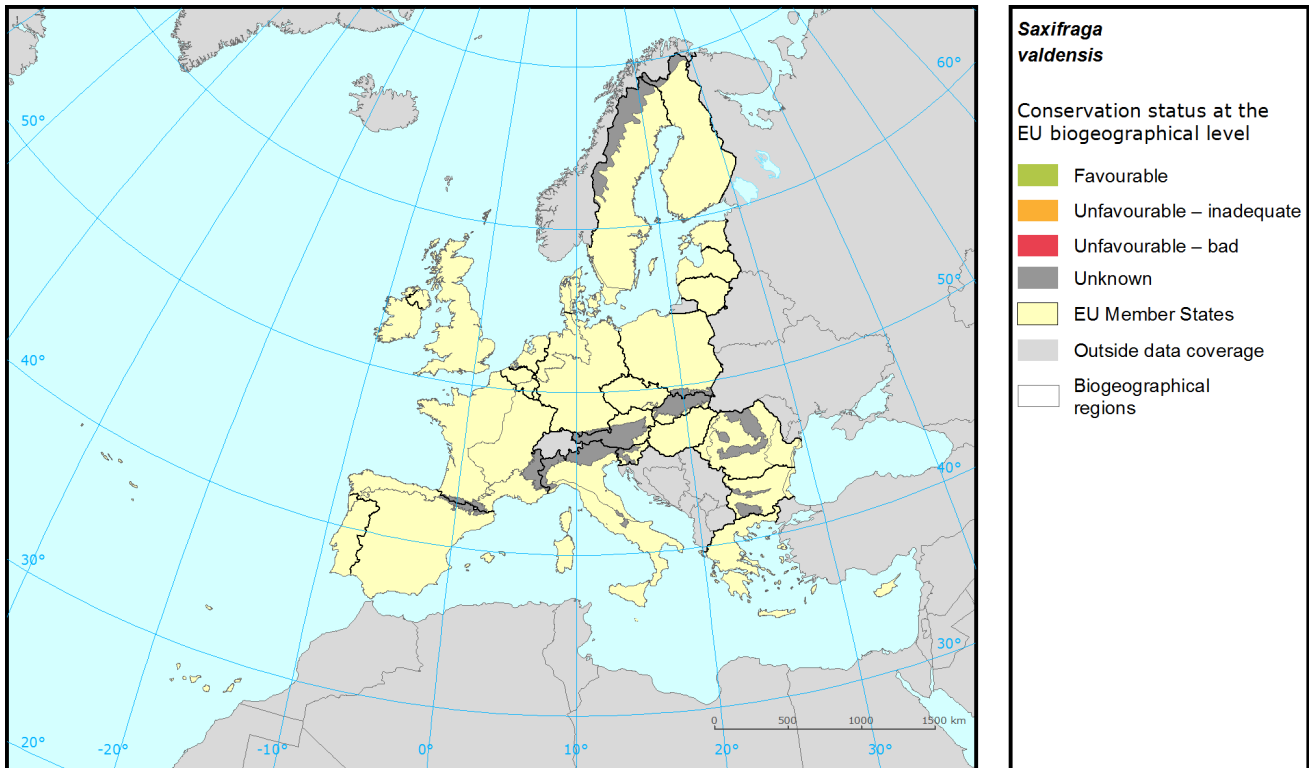 60°
50°
50°
40°
40°
30°
30°
20°
-20°
-10°
0°
10°
20°
30°
0 500 1000 1500 km
Saxifraga
valdensis
Conservation status at the
EU biogeographical level
Favourable
Unfavourable – inadequate
Unfavourable – bad
Unknown
EU Member States
Outside data coverage
Biogeographical
regions